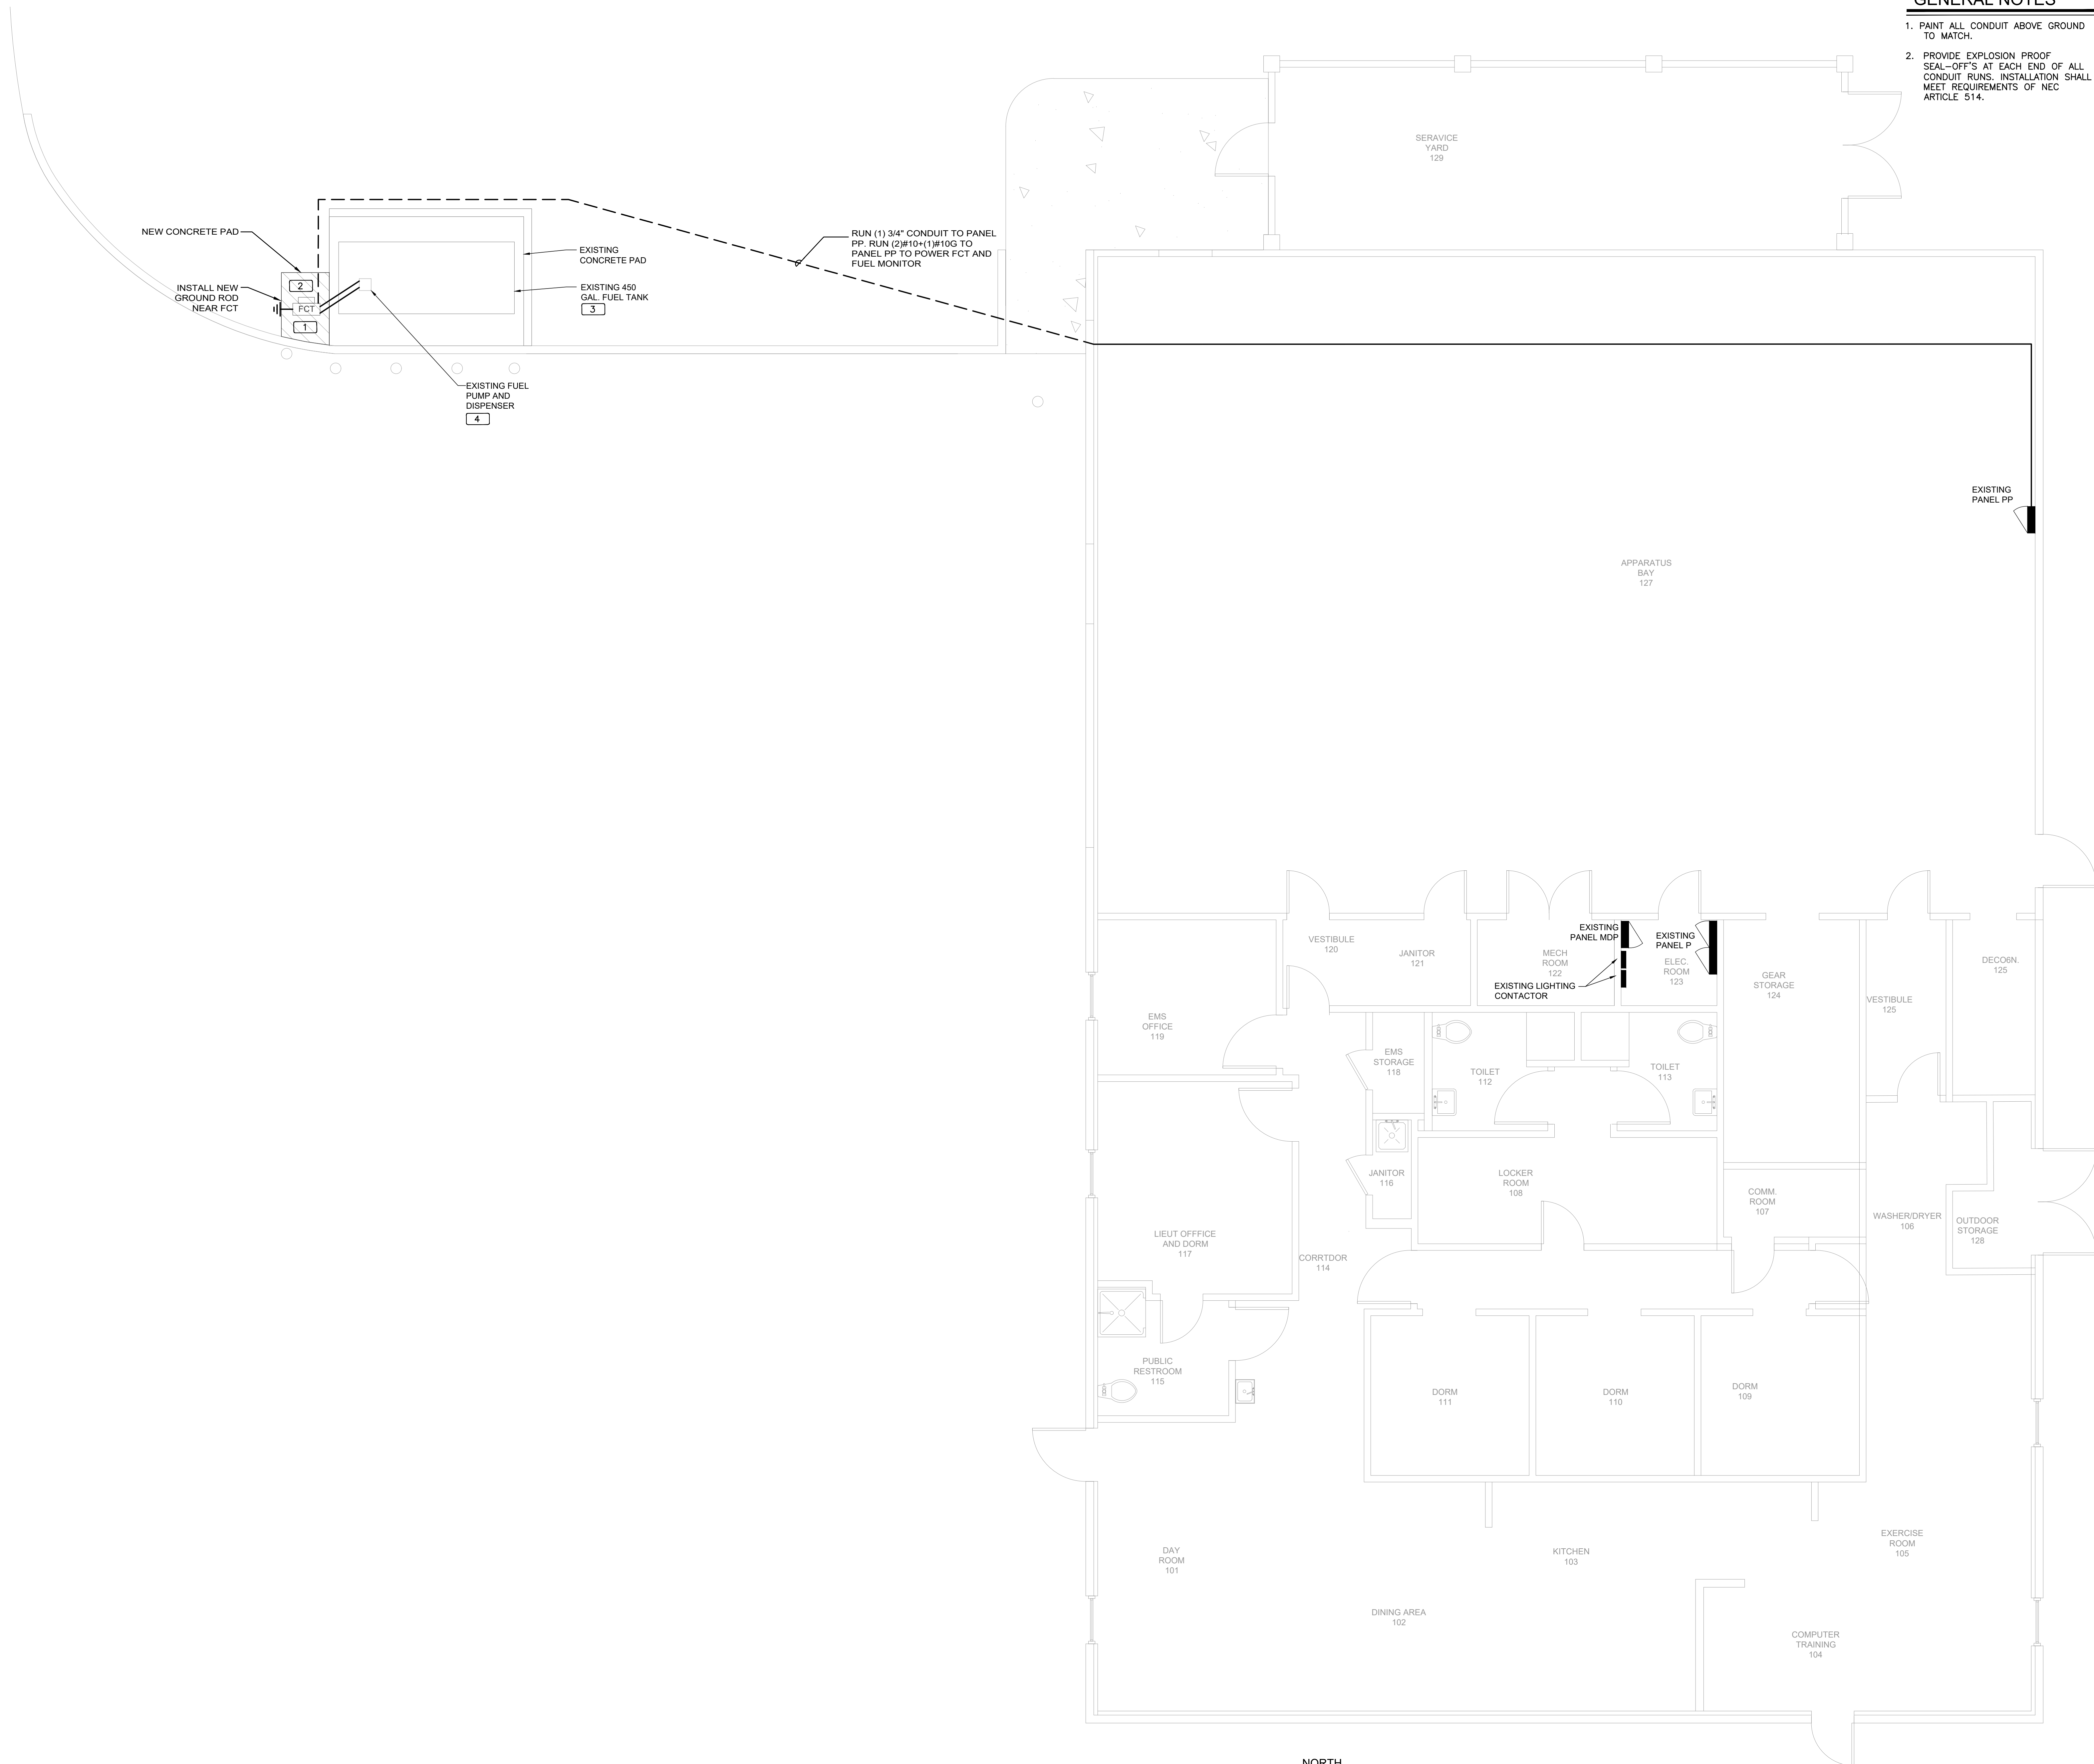 GENERAL NOTES
1. PAINT ALL CONDUIT ABOVE GROUND
TO MATCH.
2. PROVIDE EXPLOSION PROOF
SEAL-OFF'S AT EACH END OF ALL
CONDUIT RUNS. INSTALLATION SHALL
MEET REQUIREMENTS OF NEC
ARTICLE 514.
SERAVICE
YARD
129
NEW CONCRETE PAD
RUN (1) 3/4" CONDUIT TO PANEL
PP. RUN (2)#10+(1)#10G TO
PANEL PP TO POWER FCT AND
FUEL MONITOR
EXISTING
CONCRETE PAD
INSTALL NEW
GROUND ROD
NEAR FCT
2
FCT
1
EXISTING 450
GAL. FUEL TANK
3
EXISTING FUEL
PUMP AND
DISPENSER
4
EXISTING
PANEL PP
APPARATUS
BAY
127
VESTIBULE
120
JANITOR
121
MECH
ROOM
122
EXISTING
PANEL MDP
EXISTING
PANEL P
ELEC.
ROOM
123
EXISTING LIGHTING
CONTACTOR
GEAR
STORAGE
124
VESTIBULE
125
DECO6N.
125
EMS
OFFICE
119
EMS
STORAGE
118
TOILET
112
TOILET
113
JANITOR
116
LOCKER
ROOM
108
COMM.
ROOM
107
WASHER/DRYER
106
OUTDOOR
STORAGE
128
LIEUT OFFFICE
AND DORM
117
CORRTDOR
114
PUBLIC
RESTROOM
115
DORM
111
DORM
110
DORM
109
DAY
ROOM
101
KITCHEN
103
EXERCISE
ROOM
105
DINING AREA
102
COMPUTER
TRAINING
104
NORTH